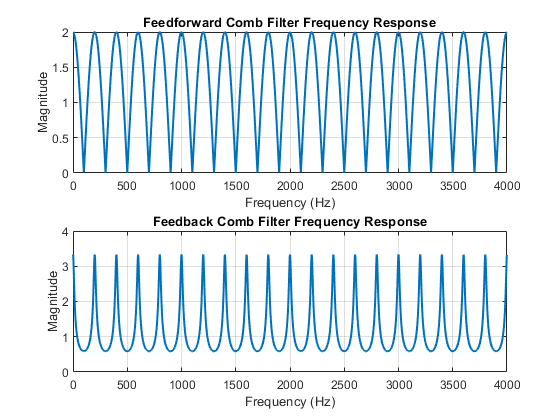 Feedforward Comb Filter Frequency Response
2
1.5
1
0.5
0
Magnitude
0 500 1000 1500 2000 2500 3000 3500 4000
Frequency (Hz)
Feedback Comb Filter Frequency Response
4
3
2
1
0
Magnitude
0 500 1000 1500 2000 2500 3000 3500 4000
Frequency (Hz)